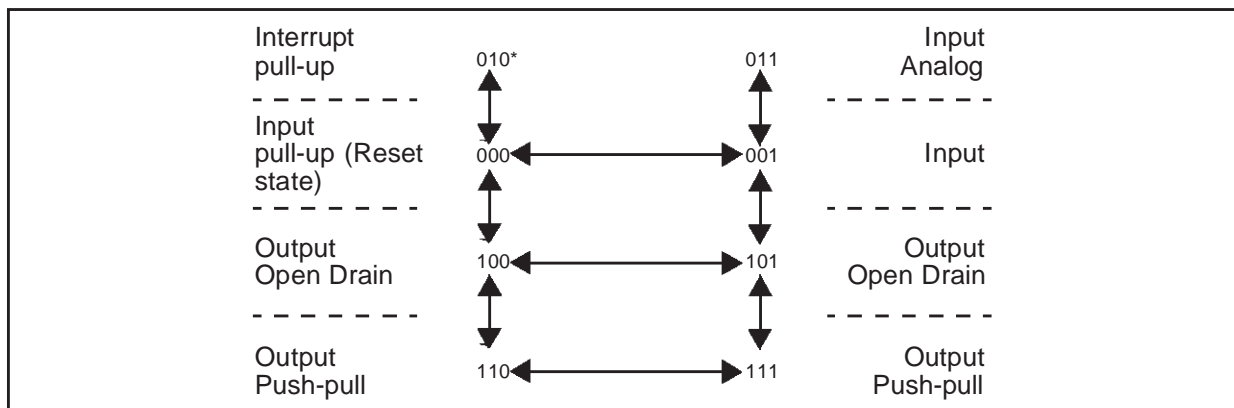 Interrupt
pull-up
010*
011
Input
Analog
Input
pull-up (Reset
state)
000
001
Input
Output
Open Drain
100
101
Output
Open Drain
Output
Push-pull
110
111
Output
Push-pull